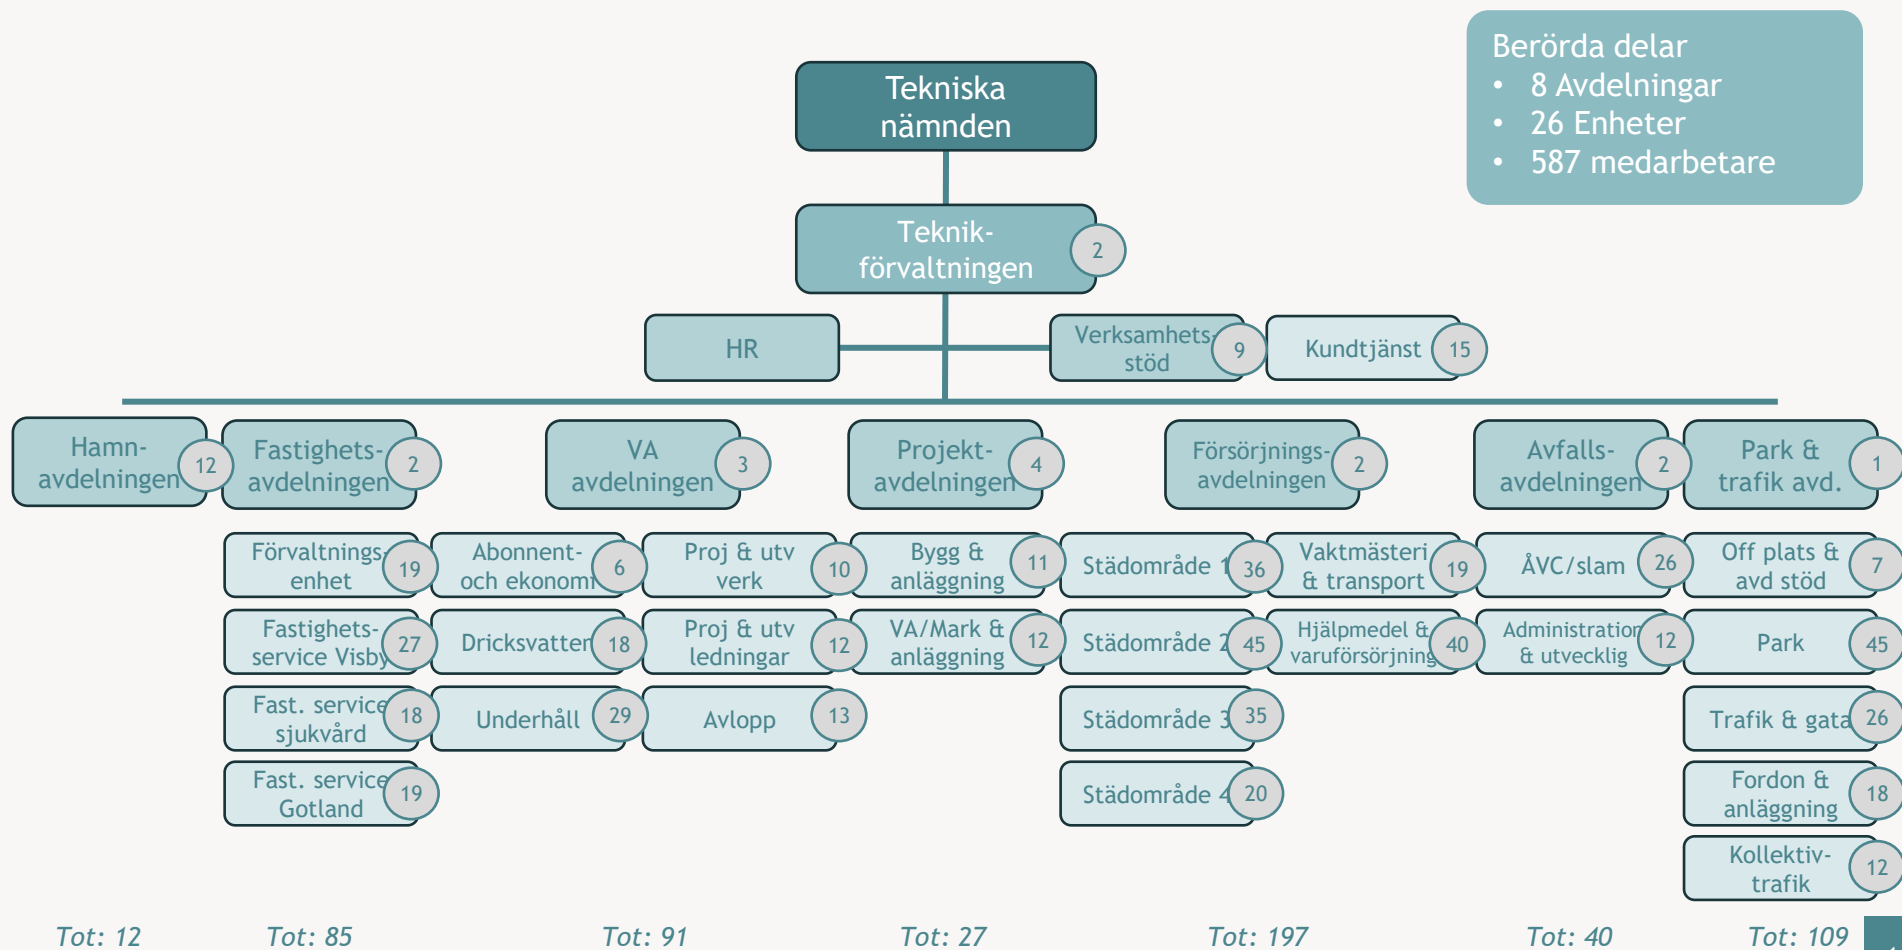 Berörda delar
• 8 Avdelningar
• 26 Enheter
• 587 medarbetare
Tekniska
nämnden
Teknik-
förvaltningen
2
HR
Verksamhets-
stöd
9
Kundtjänst
15
Hamn-
avdelningen
12
Fastighets-
avdelningen
2
VA
avdelningen
3
Projekt-
avdelningen
4
Försörjnings-
avdelningen
2
Avfalls-
avdelningen
2
Park &
trafik avd.
1
Förvaltnings-
enhet
19
Abonnent-
och ekonomi
6
Proj & utv
verk
10
Bygg &
anläggning
11
Städområde 1
36
Vaktmästeri
& transport
19
ÅVC/slam
26
Off plats &
avd stöd
7
Fastighets-
service Visby
27
Dricksvatten
18
Proj & utv
ledningar
12
VA/Mark &
anläggning
12
Städområde 2
45
Hjälpmedel &
varuförsörjning
40
Administration
& utvecklig
12
Park
45
Fast. service
sjukvård
18
Underhåll
29
Avlopp
13
Städområde 3
35
Trafik & gata
26
Fast. service
Gotland
19
Städområde 4
20
Fordon &
anläggning
18
Kollektiv-
trafik
12
Tot: 12
Tot: 85
Tot: 91
Tot: 27
Tot: 197
Tot: 40
Tot: 109